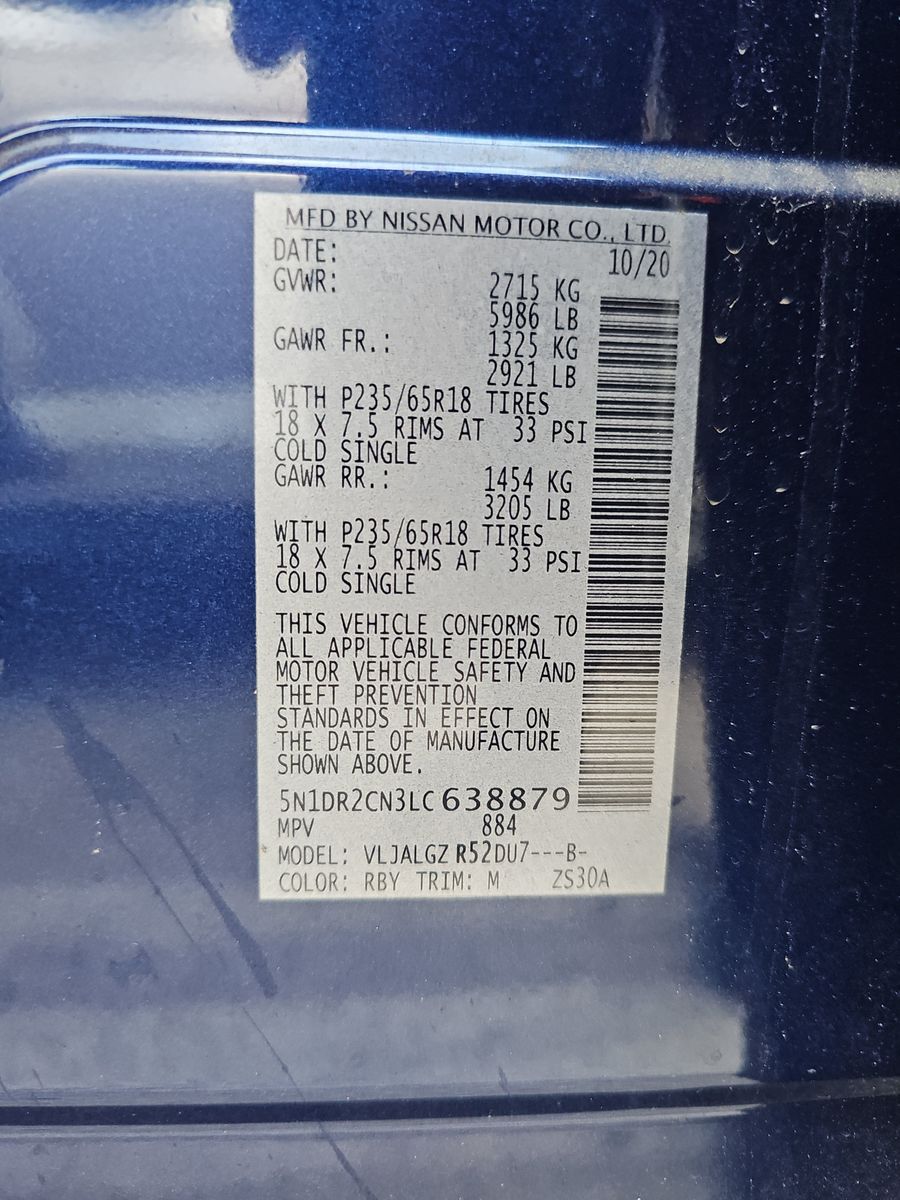 MFD BY NISSAN MOTOR CO., LTD.
DATE: 10/20
GVWR: 2715 KG
5986 LB
GAWR FR.: 1325 KG
2921 LB
WITH P235/65R18 TIRES
18 X 7.5 RIMS AT 33 PSI
COLD SINGLE
GAWR RR.: 1454 KG
3205 LB
WITH P235/65R18 TIRES
18 X 7.5 RIMS AT 33 PSI
COLD SINGLE
THIS VEHICLE CONFORMS TO
ALL APPLICABLE FEDERAL
MOTOR VEHICLE SAFETY AND
THEFT PREVENTION
STANDARDS IN EFFECT ON
THE DATE OF MANUFACTURE
SHOWN ABOVE.
5N1DR2CN3LC638879
MPV 884
MODEL: VLJALGZ R52DU7---B-
COLOR: RBY TRIM: M ZS30A